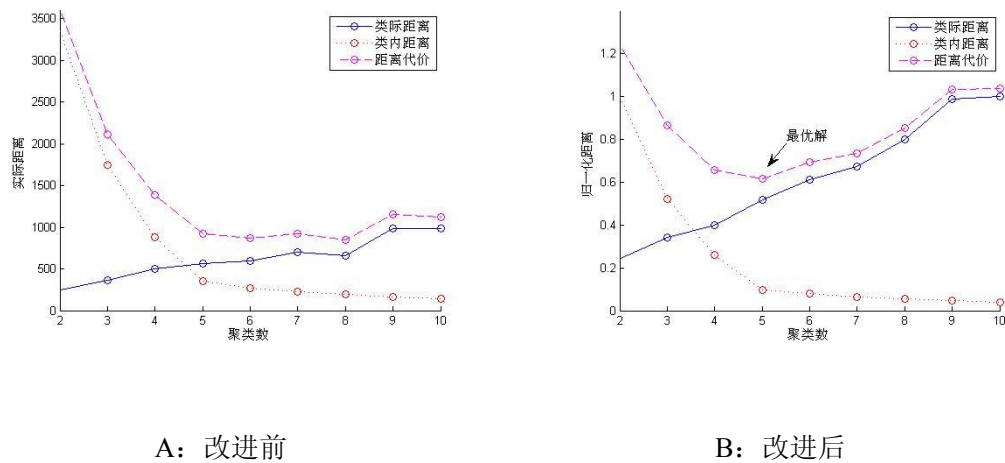 3500
3000
2500
2000
1500
1000
500
0
2 3 4 5 6 7 8 9 10
实际距离
聚类数
类际距离
类内距离
距离代价
1.2
1
0.8
0.6
0.4
0.2
0
2 3 4 5 6 7 8 9 10
归一化距离
聚类数
类际距离
类内距离
距离代价
最优解
A：改进前
B：改进后